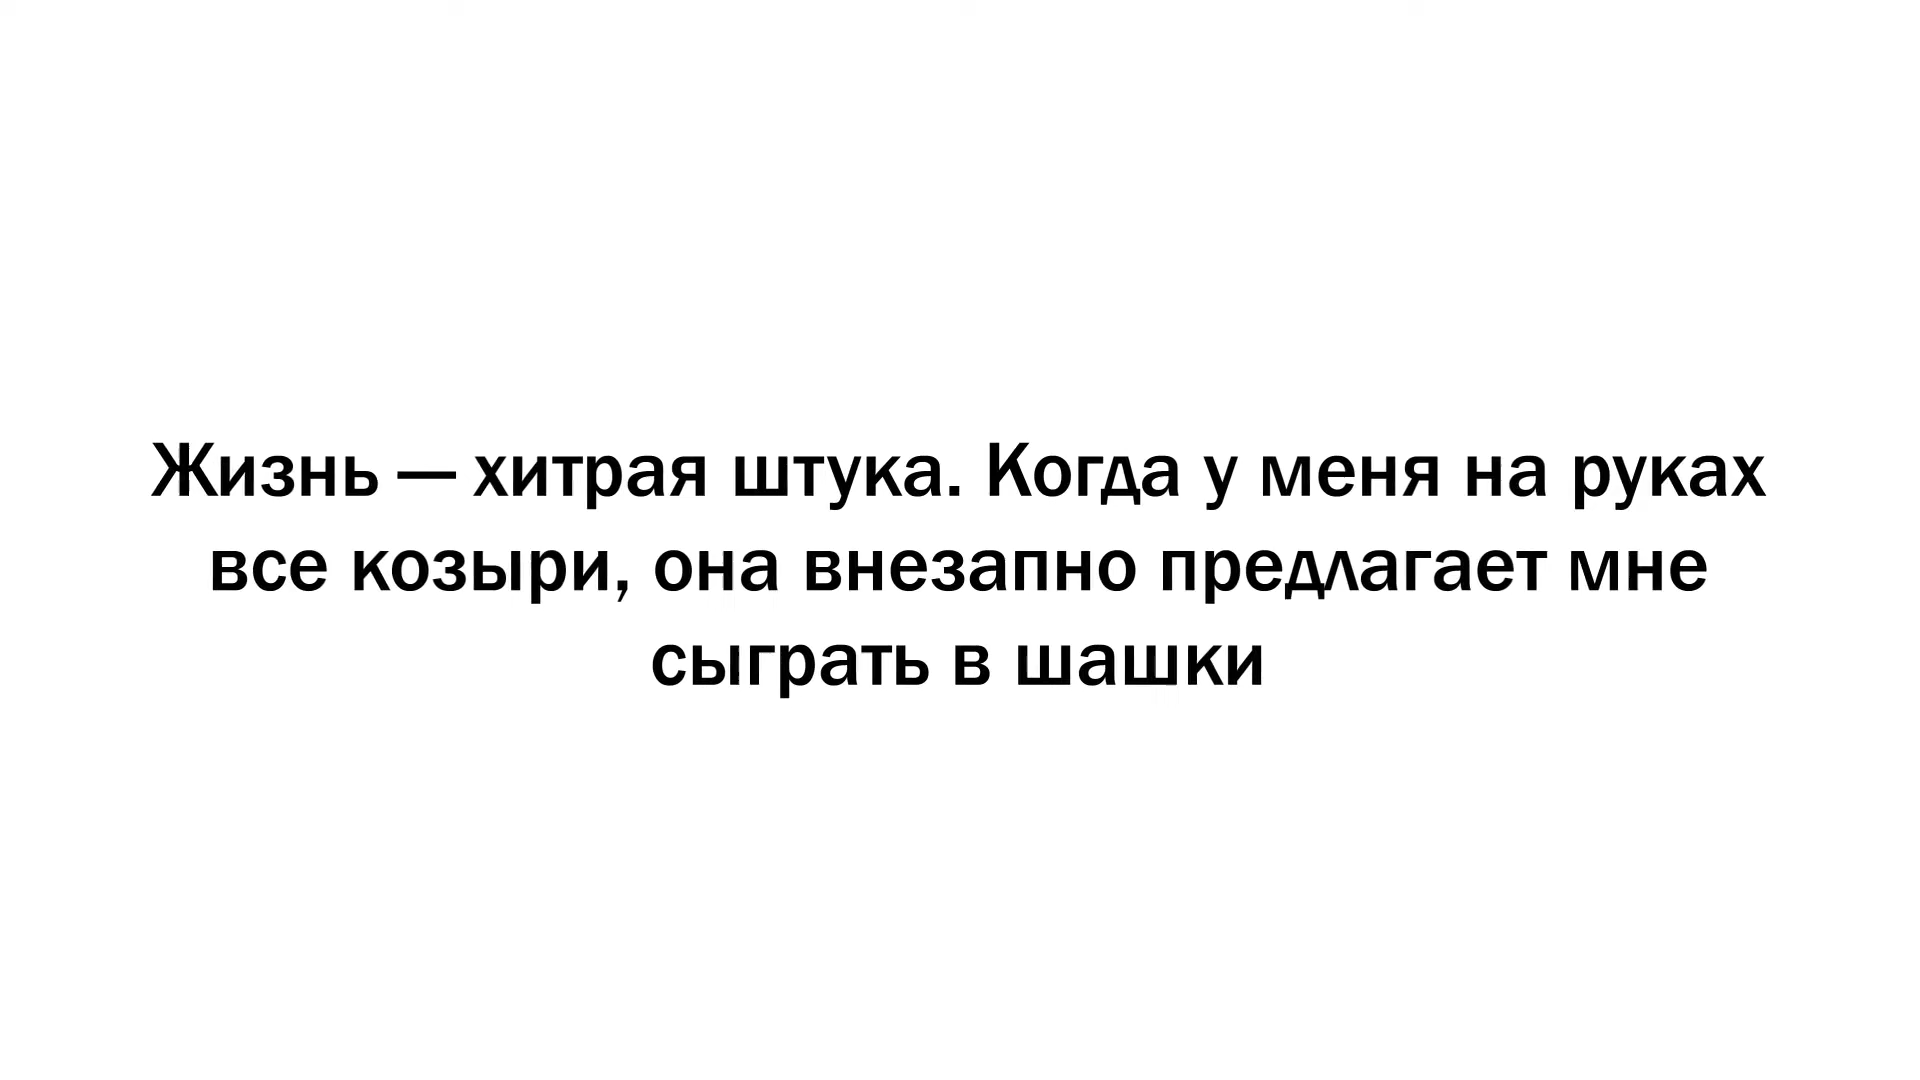 Жизнь — хитрая штука. Когда у меня на руках
все козыри, она внезапно предлагает мне
сыграть в шашки